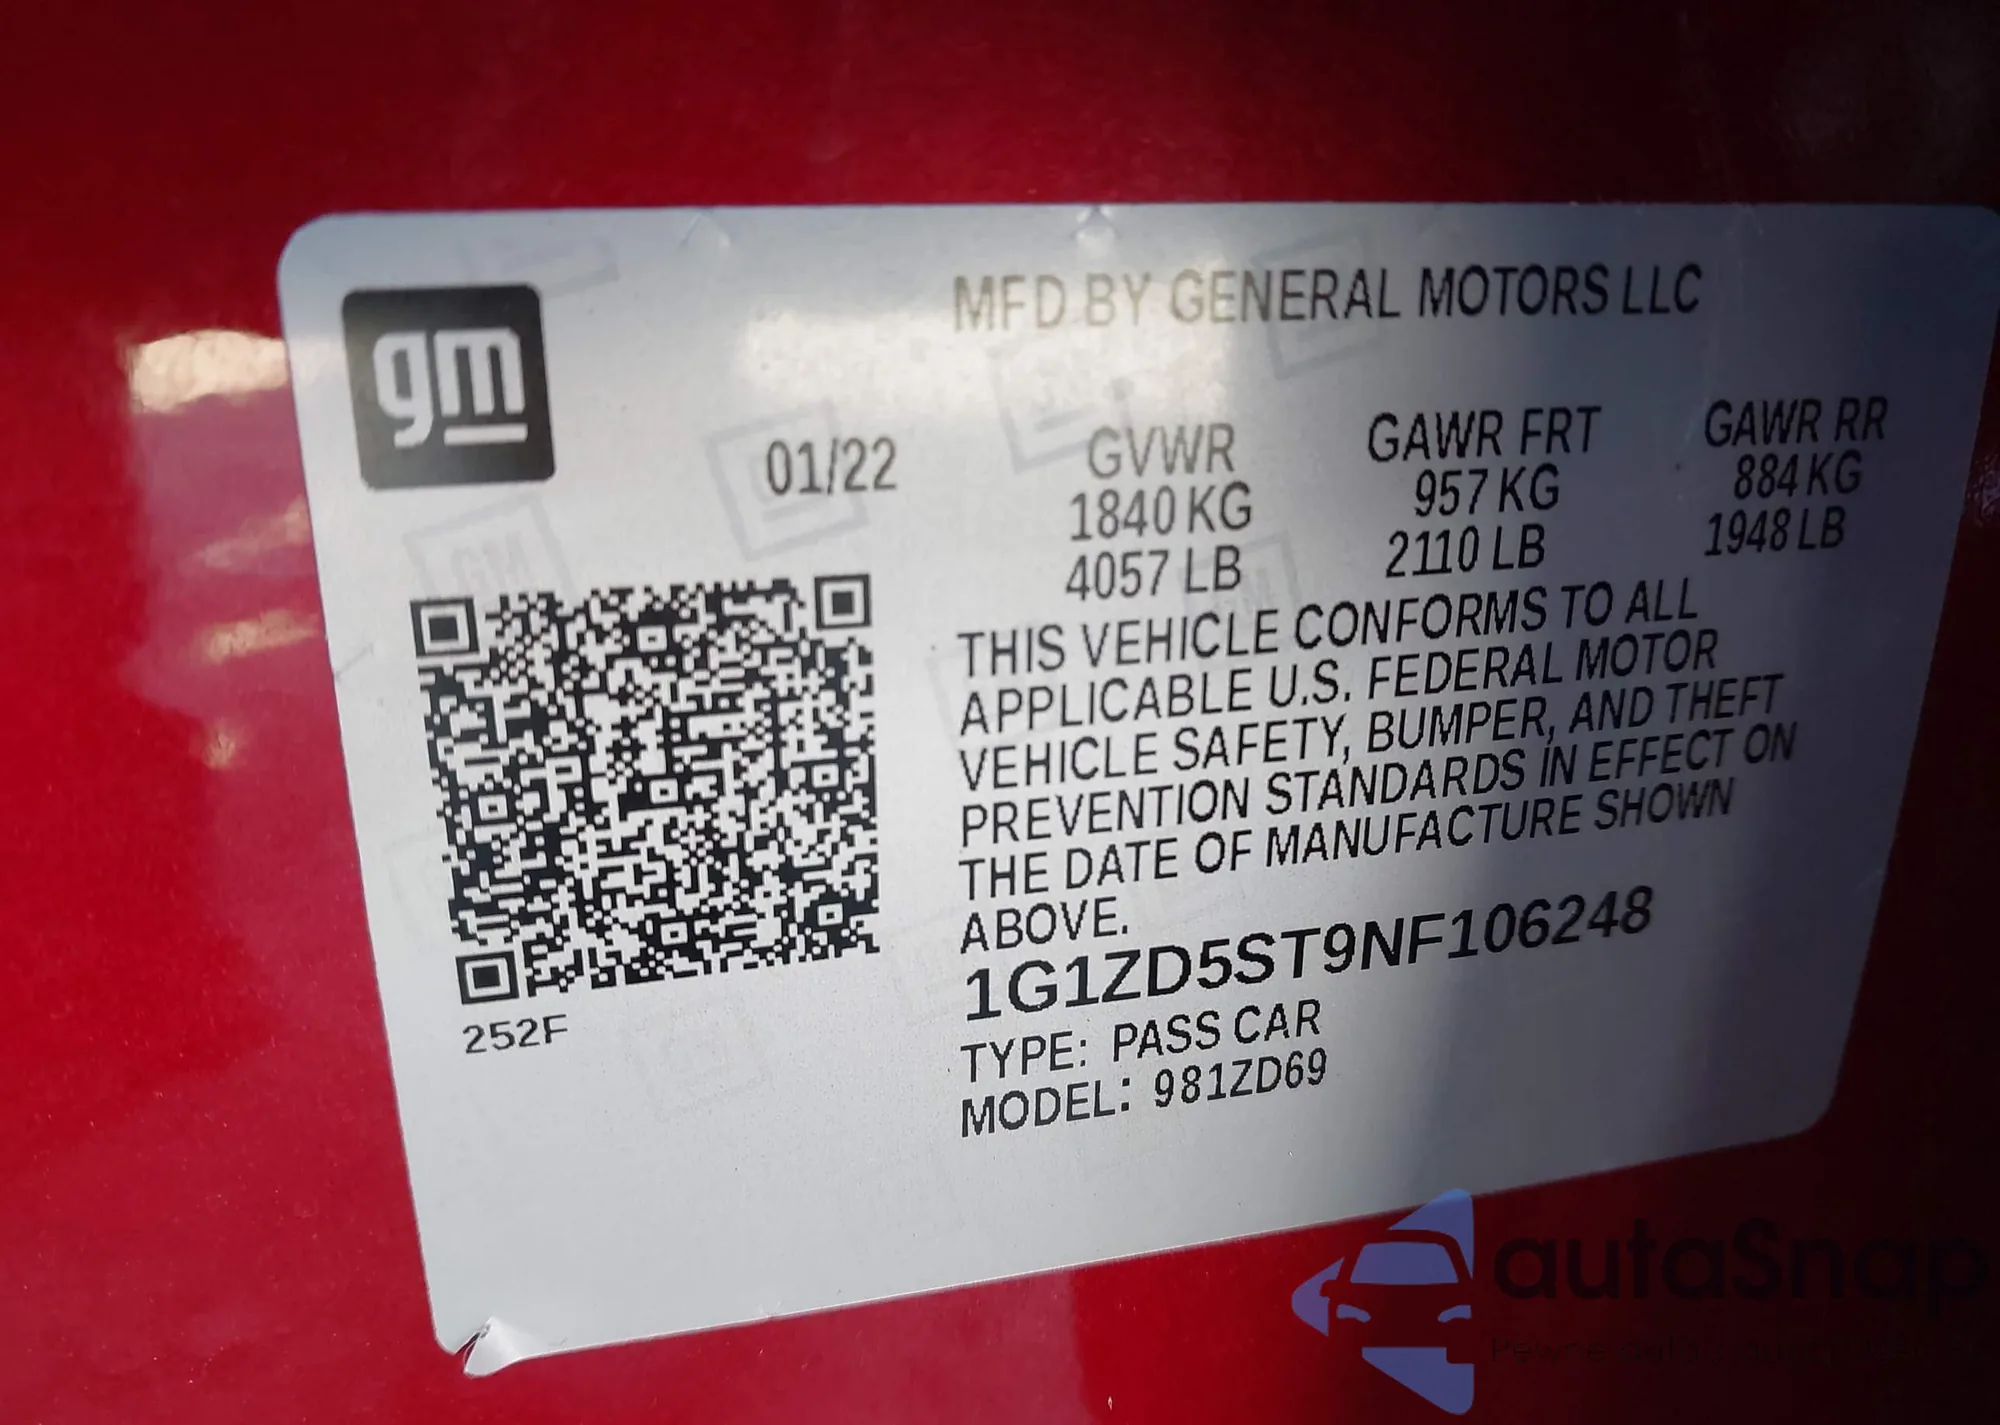 gm
MFD BY GENERAL MOTORS LLC
01/22
GVWR
1840 KG
4057 LB
GAWR FRT
957 KG
2110 LB
GAWR RR
884 KG
1948 LB
THIS VEHICLE CONFORMS TO ALL
APPLICABLE U.S. FEDERAL MOTOR
VEHICLE SAFETY, BUMPER, AND THEFT
PREVENTION STANDARDS IN EFFECT ON
THE DATE OF MANUFACTURE SHOWN
ABOVE.
1G1ZD5ST9NF106248
TYPE: PASS CAR
MODEL: 981ZD69
252F
autaSnap
Pewne